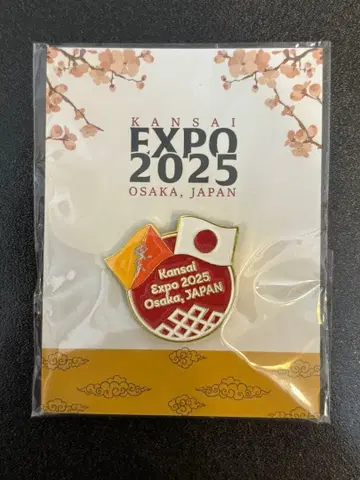 KANSAI
EXPO
2025
OSAKA, JAPAN
Kansai
Expo 2025
Osaka, JAPAN